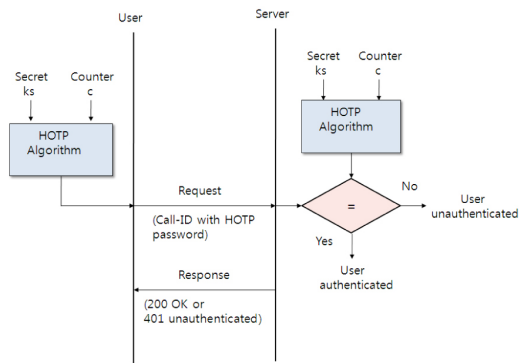 User
Server
Secret
ks
Counter
c
HOTP
Algorithm
Secret
ks
Counter
c
HOTP
Algorithm
Request
(Call-ID with HOTP
password)
=
No
User
unauthenticated
Yes
User
authenticated
Response
(200 OK or
401 unauthenticated)